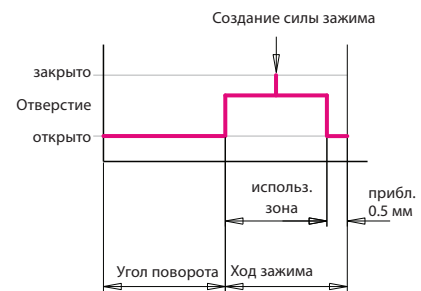 Создание силы зажима
закрыто
Отверстие
открыто
использ.
зона
прибл.
0.5 мм
Угол поворота
Ход зажима